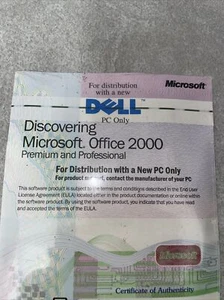 For distribution
with a new
Microsoft
DELL
PC Only
Discovering
Microsoft® Office 2000
Premium and Professional
For Distribution with a New PC Only
For product support, contact the manufacturer of your PC
This software product is subject to the terms and conditions described in the End User
License Agreement (EULA) located either in the product documentation or online within
the software product. By using the software product, you indicate that you have read
and accepted the terms of the EULA.
Microsoft
Certificate of Authenticity